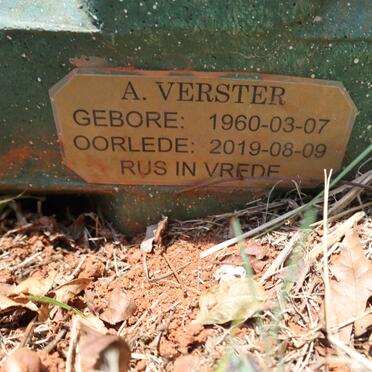 A. VERSTER
GEBORE: 1960-03-07
OORLEDE: 2019-08-09
RUS IN VREDE